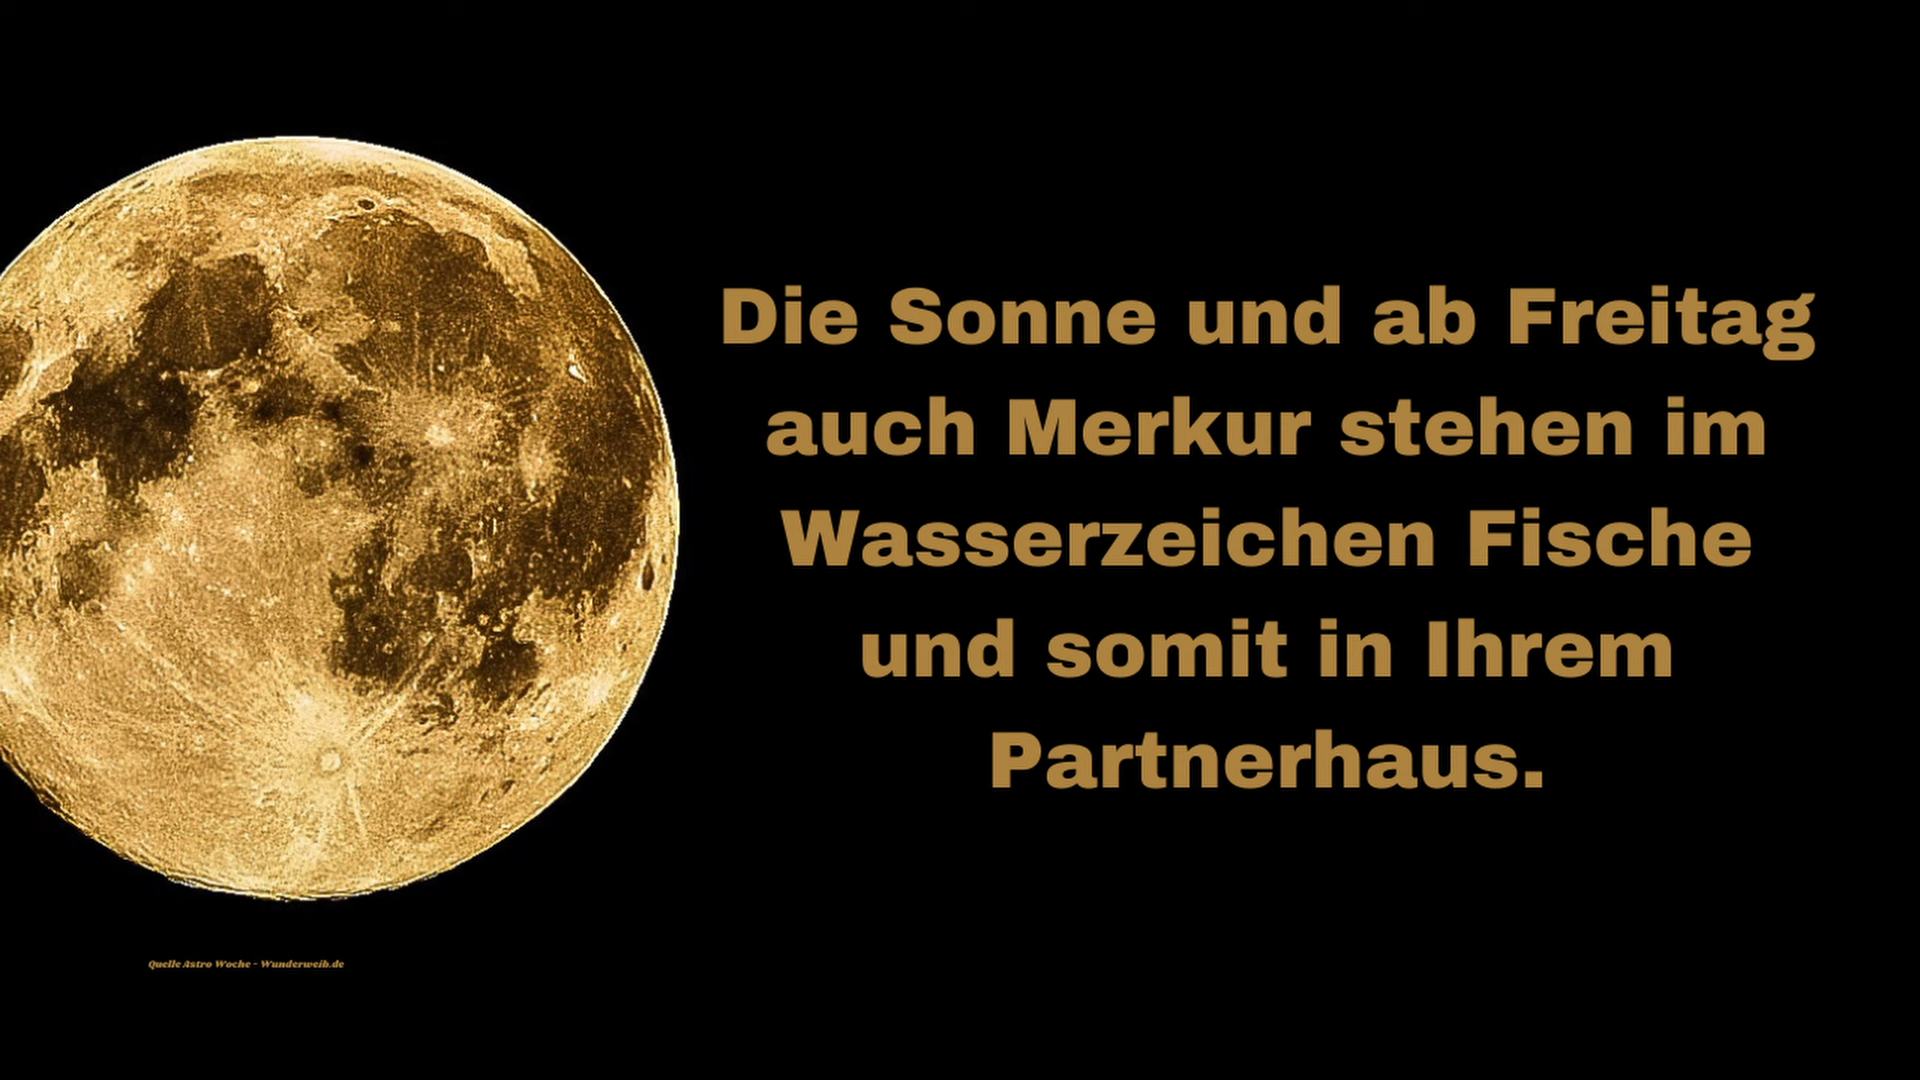 Die Sonne und ab Freitag
auch Merkur stehen im
Wasserzeichen Fische
und somit in Ihrem
Partnerhaus.
Quelle Astro Woche - Wunderweib.de